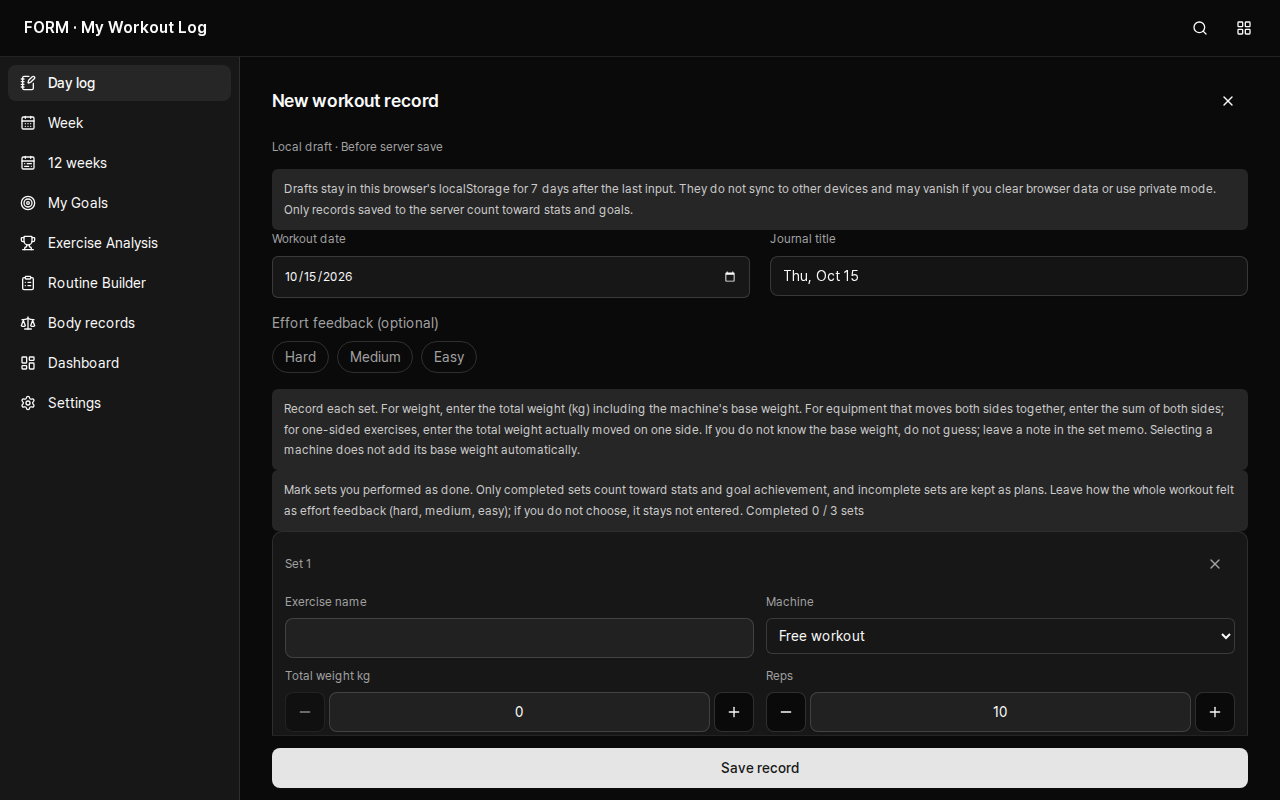 FORM · My Workout Log
Day log
Week
12 weeks
My Goals
Exercise Analysis
Routine Builder
Body records
Dashboard
Settings
New workout record
Local draft · Before server save
Drafts stay in this browser's localStorage for 7 days after the last input. They do not sync to other devices and may vanish if you clear browser data or use private mode.
Only records saved to the server count toward stats and goals.
Workout date
Journal title
10/15/2026
Thu, Oct 15
Effort feedback (optional)
Hard
Medium
Easy
Record each set. For weight, enter the total weight (kg) including the machine's base weight. For equipment that moves both sides together, enter the sum of both sides;
for one-sided exercises, enter the total weight actually moved on one side. If you do not know the base weight, do not guess; leave a note in the set memo. Selecting a
machine does not add its base weight automatically.
Mark sets you performed as done. Only completed sets count toward stats and goal achievement, and incomplete sets are kept as plans. Leave how the whole workout felt
as effort feedback (hard, medium, easy); if you do not choose, it stays not entered. Completed 0 / 3 sets
Set 1
Exercise name
Machine
Free workout
Total weight kg
Reps
0
10
Save record